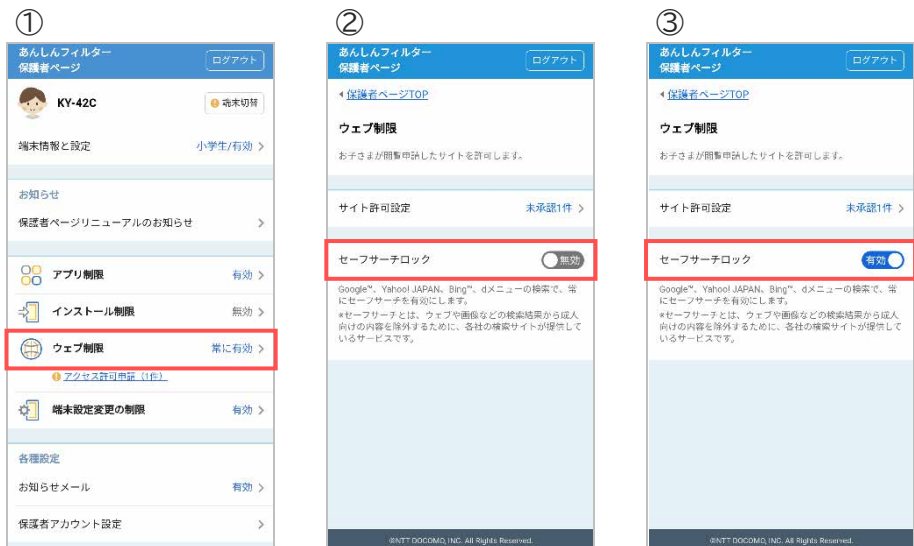 ①
あんしんフィルター
保護者ページ
ログアウト
KY-42C
端末切替
端末情報と設定
小学生/有効
お知らせ
保護者ページリニューアルのお知らせ
アプリ制限
有効
インストール制限
無効
ウェブ制限
常に有効
アクセス許可申請（1件）
端末設定変更の制限
有効
各種設定
お知らせメール
有効
保護者アカウント設定
②
あんしんフィルター
保護者ページ
ログアウト
保護者ページTOP
ウェブ制限
お子さまが閲覧申請したサイトを許可します。
サイト許可設定
未承認1件
セーフサーチロック
無効
Google™、Yahoo! JAPAN、Bing™、dメニューの検索で、常
にセーフサーチを有効にします。
*セーフサーチとは、ウェブや画像などの検索結果から成人
向けの内容を除外するために、各社の検索サイトが提供して
いるサービスです。
©NTT DOCOMO, INC. All Rights Reserved.
③
あんしんフィルター
保護者ページ
ログアウト
保護者ページTOP
ウェブ制限
お子さまが閲覧申請したサイトを許可します。
サイト許可設定
未承認1件
セーフサーチロック
有効
Google™、Yahoo! JAPAN、Bing™、dメニューの検索で、常
にセーフサーチを有効にします。
*セーフサーチとは、ウェブや画像などの検索結果から成人
向けの内容を除外するために、各社の検索サイトが提供して
いるサービスです。
©NTT DOCOMO, INC. All Rights Reserved.